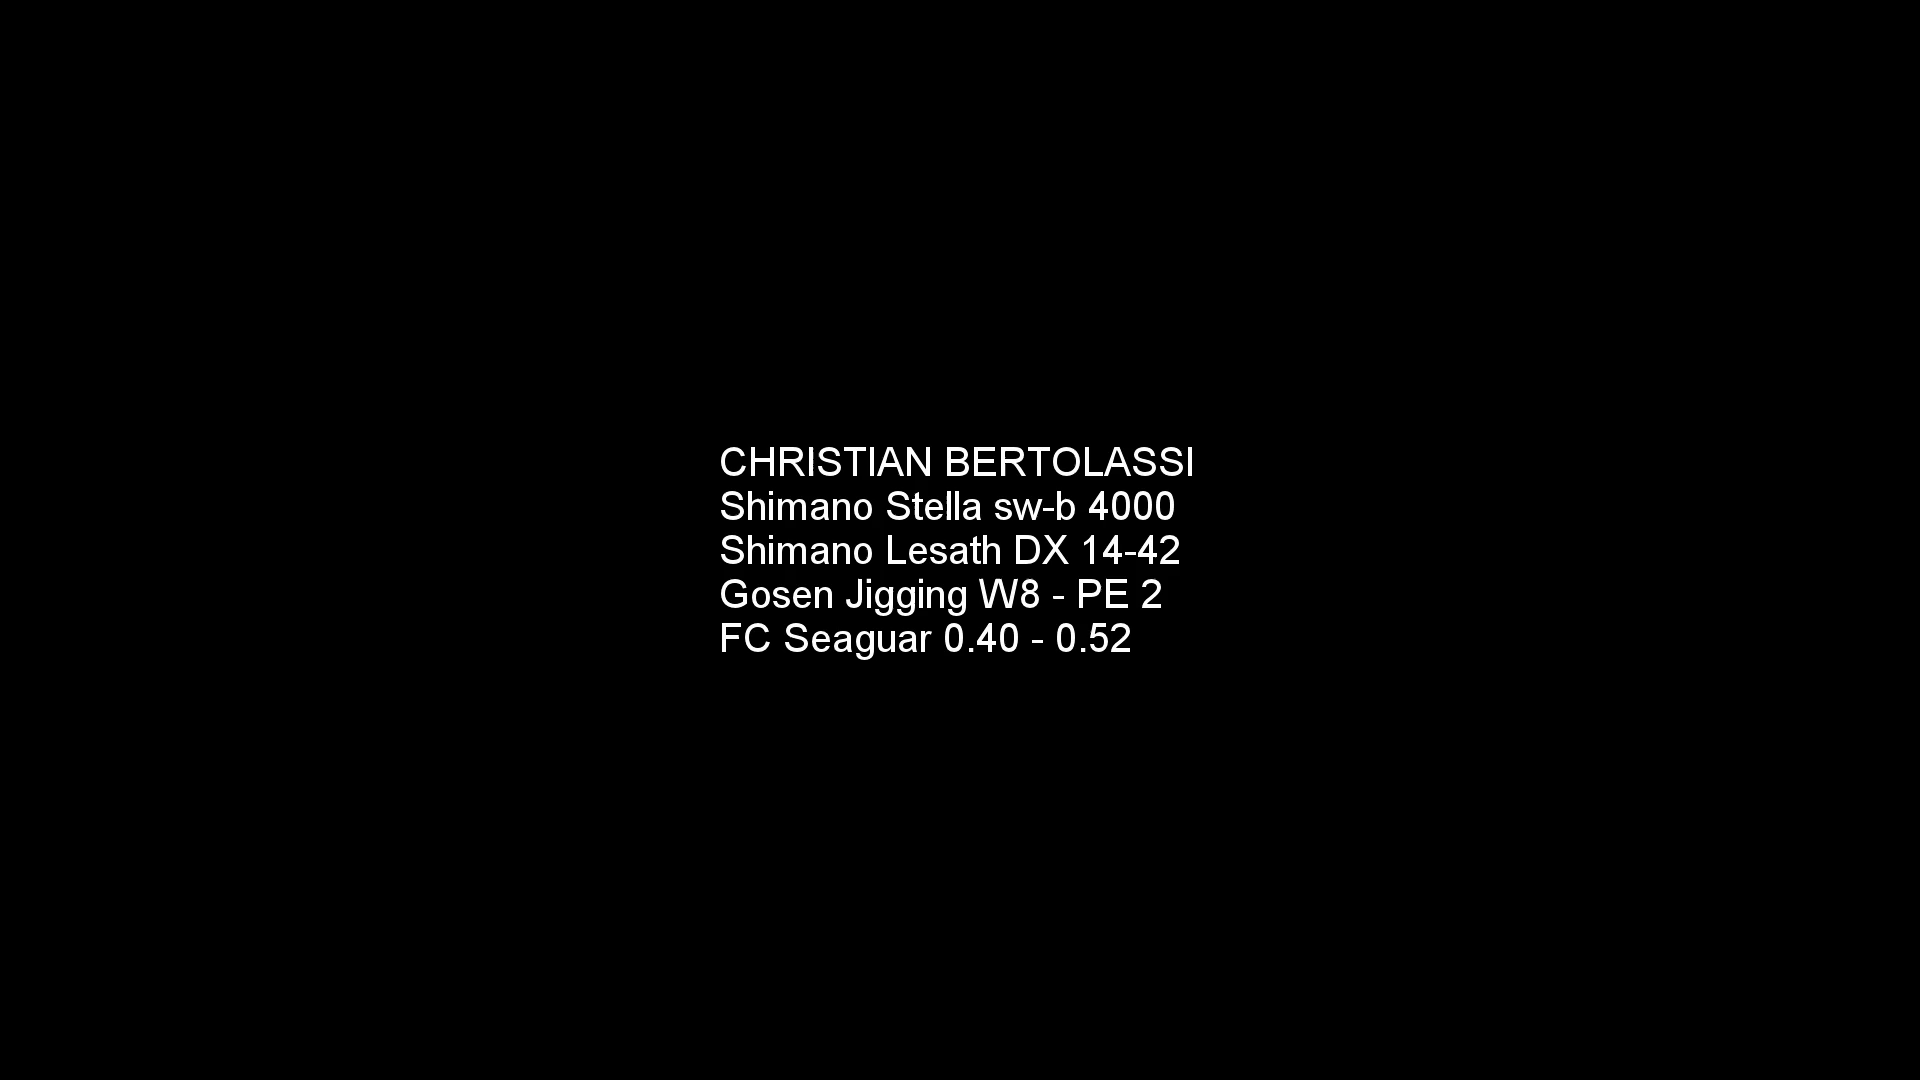 CHRISTIAN BERTOLASSI
Shimano Stella sw-b 4000
Shimano Lesath DX 14-42
Gosen Jigging W8 - PE 2
FC Seaguar 0.40 - 0.52